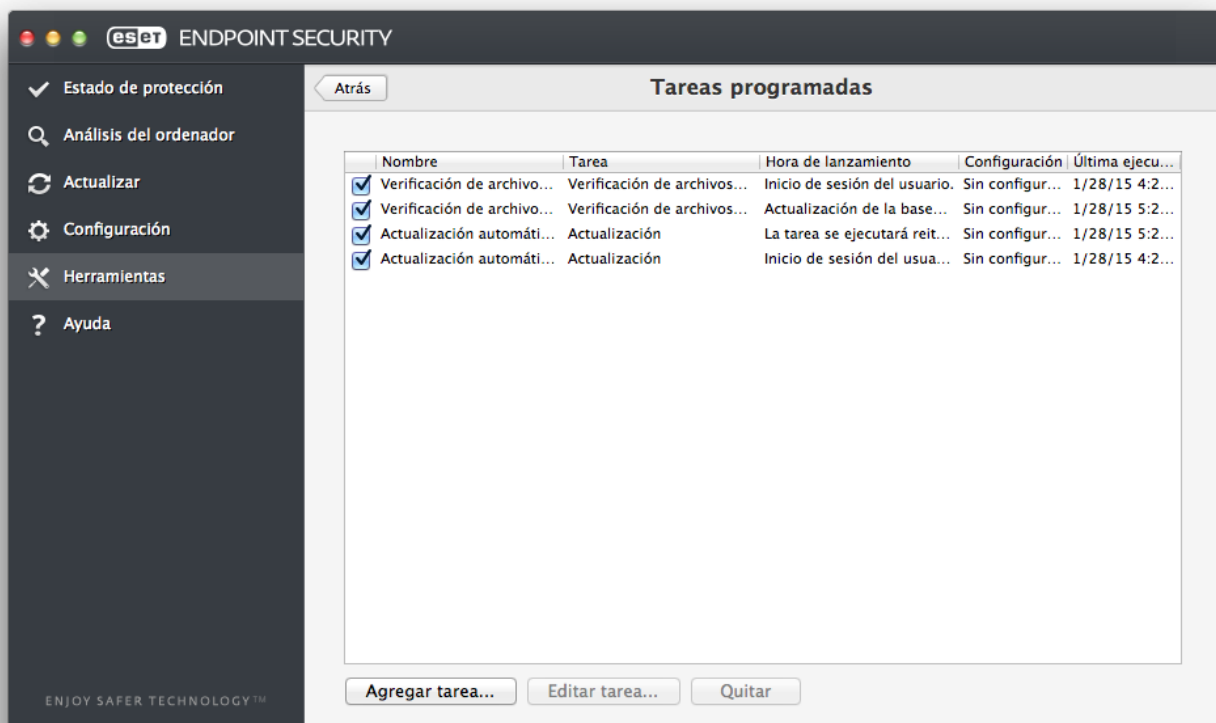 eset ENDPOINT SECURITY
Estado de protección
Análisis del ordenador
Actualizar
Configuración
Herramientas
? Ayuda
ENJOY SAFER TECHNOLOGY™
Atrás
Tareas programadas
Nombre Tarea Hora de lanzamiento Configuración Última ejecu...
Verificación de archivo... Verificación de archivos... Inicio de sesión del usuario. Sin configur... 1/28/15 4:2...
Verificación de archivo... Verificación de archivos... Actualización de la base... Sin configur... 1/28/15 5:2...
Actualización automáti... Actualización La tarea se ejecutará reit... Sin configur... 1/28/15 5:2...
Actualización automáti... Actualización Inicio de sesión del usua... Sin configur... 1/28/15 4:2...
Agregar tarea... Editar tarea... Quitar